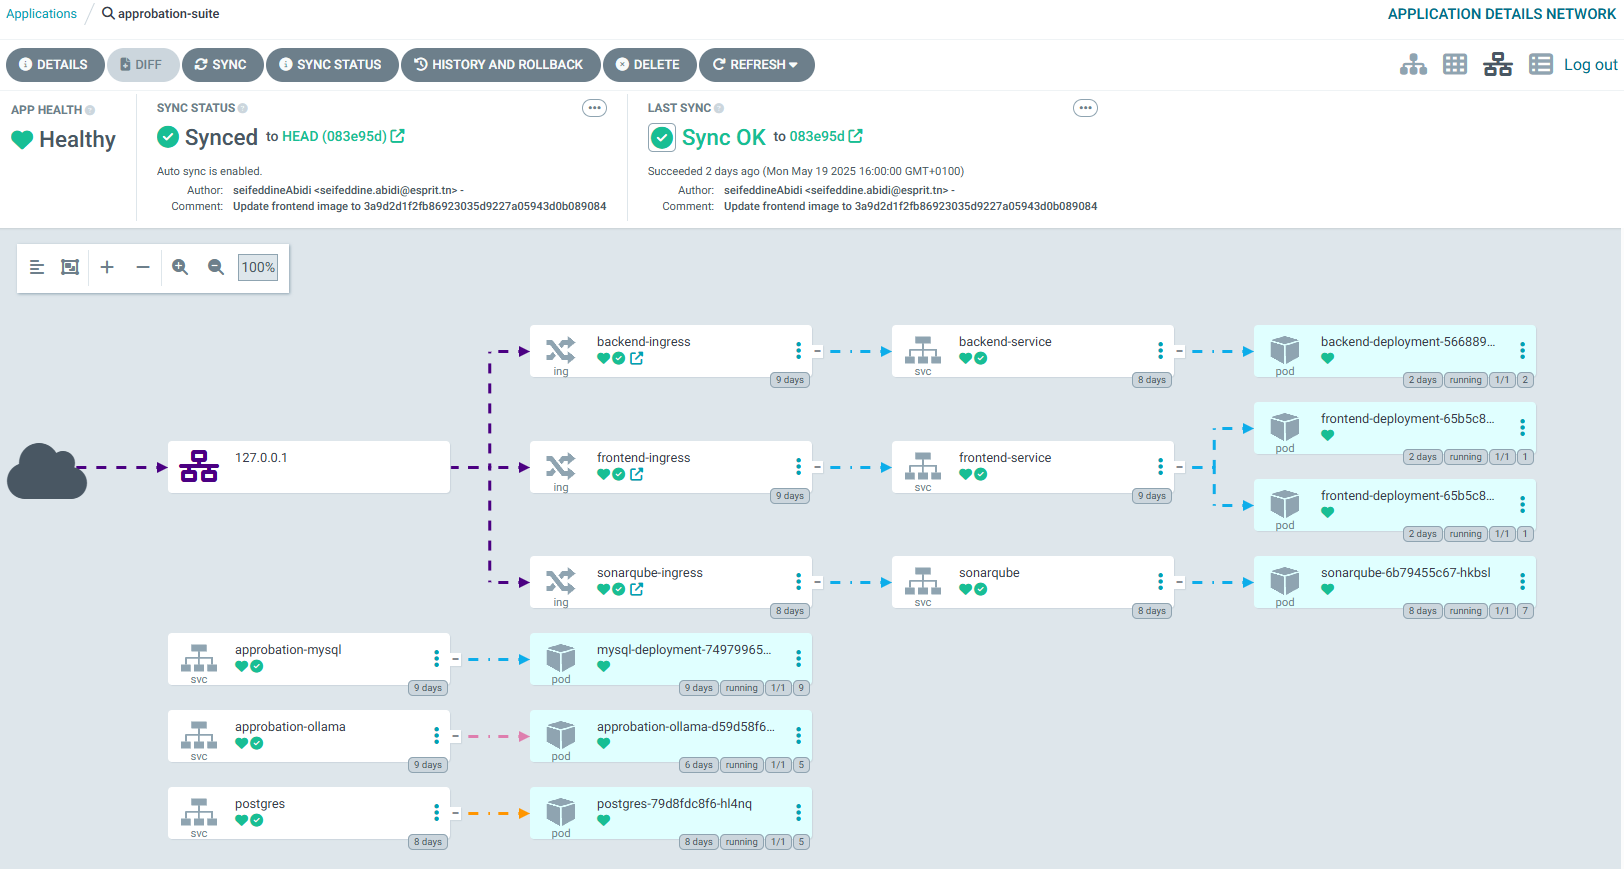 Applications / approbation-suite
APPLICATION DETAILS NETWORK
DETAILS DIFF SYNC SYNC STATUS HISTORY AND ROLLBACK DELETE REFRESH
Log out
APP HEALTH
Healthy
SYNC STATUS
Synced to HEAD (083e95d)
Auto sync is enabled.
Author: seifeddineAbidi <seifeddine.abidi@esprit.tn> -
Comment: Update frontend image to 3a9d2d1f2fb86923035d9227a05943d0b089084
LAST SYNC
Sync OK to 083e95d
Succeeded 2 days ago (Mon May 19 2025 16:00:00 GMT+0100)
Author: seifeddineAbidi <seifeddine.abidi@esprit.tn> -
Comment: Update frontend image to 3a9d2d1f2fb86923035d9227a05943d0b089084
100%
backend-ingress
ing
9 days
backend-service
svc
8 days
backend-deployment-566889...
pod
2 days running 1/1 2
frontend-deployment-65b5c8...
pod
2 days running 1/1 1
127.0.0.1
frontend-ingress
ing
9 days
frontend-service
svc
9 days
frontend-deployment-65b5c8...
pod
2 days running 1/1 1
sonarqube-ingress
ing
8 days
sonarqube
svc
8 days
sonarqube-6b79455c67-hkbsl
pod
8 days running 1/1 7
approbation-mysql
svc
9 days
mysql-deployment-74979965...
pod
9 days running 1/1 9
approbation-ollama
svc
9 days
approbation-ollama-d59d58f6...
pod
6 days running 1/1 5
postgres
svc
8 days
postgres-79d8fdc8f6-hl4nq
pod
8 days running 1/1 5